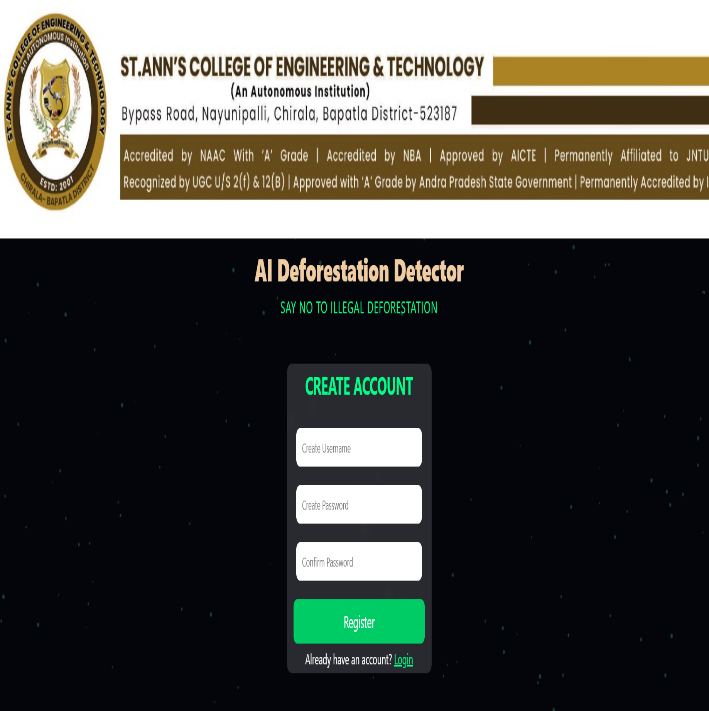 ST.ANN'S COLLEGE OF ENGINEERING & TECHNOLOGY
AN AUTONOMOUS Institution
ESTD: 2001
CHIRALA-BAPATLA DISTRICT
ST.ANN'S COLLEGE OF ENGINEERING & TECHNOLOGY
(An Autonomous Institution)
Bypass Road, Nayunipalli, Chirala, Bapatla District-523187
Accredited by NAAC With 'A' Grade | Accredited by NBA | Approved by AICTE | Permanently Affiliated to JNTU
Recognized by UGC U/S 2(f) & 12(B) | Approved with 'A' Grade by Andra Pradesh State Government | Permanently Accredited by I
AI Deforestation Detector
SAY NO TO ILLEGAL DEFORESTATION
CREATE ACCOUNT
Create Username
Create Password
Confirm Password
Register
Already have an account? Login